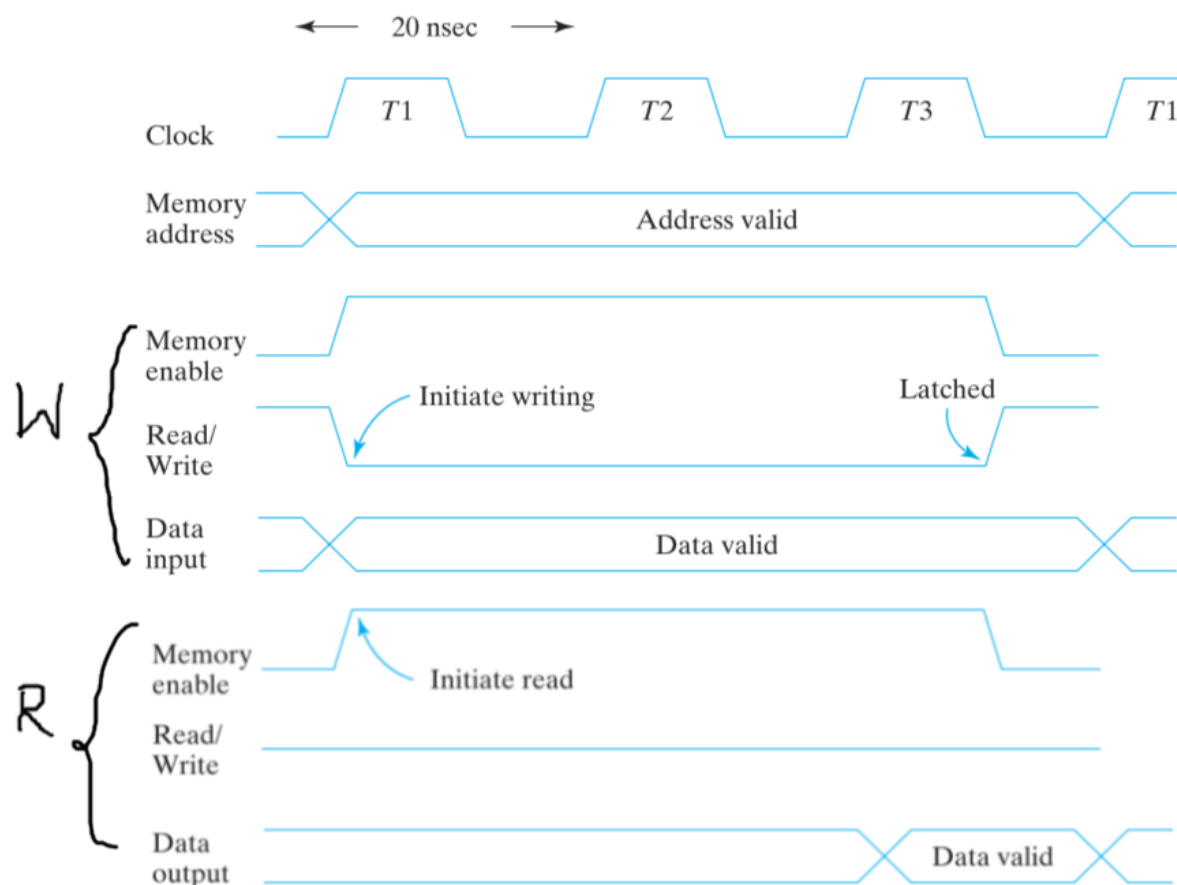 20 nsec
T1 T2 T3 T1
Clock
Memory
address
Address valid
Memory
enable
W
Initiate writing
Latched
Read/
Write
Data
input
Data valid
Memory
enable
Initiate read
R
Read/
Write
Data
output
Data valid